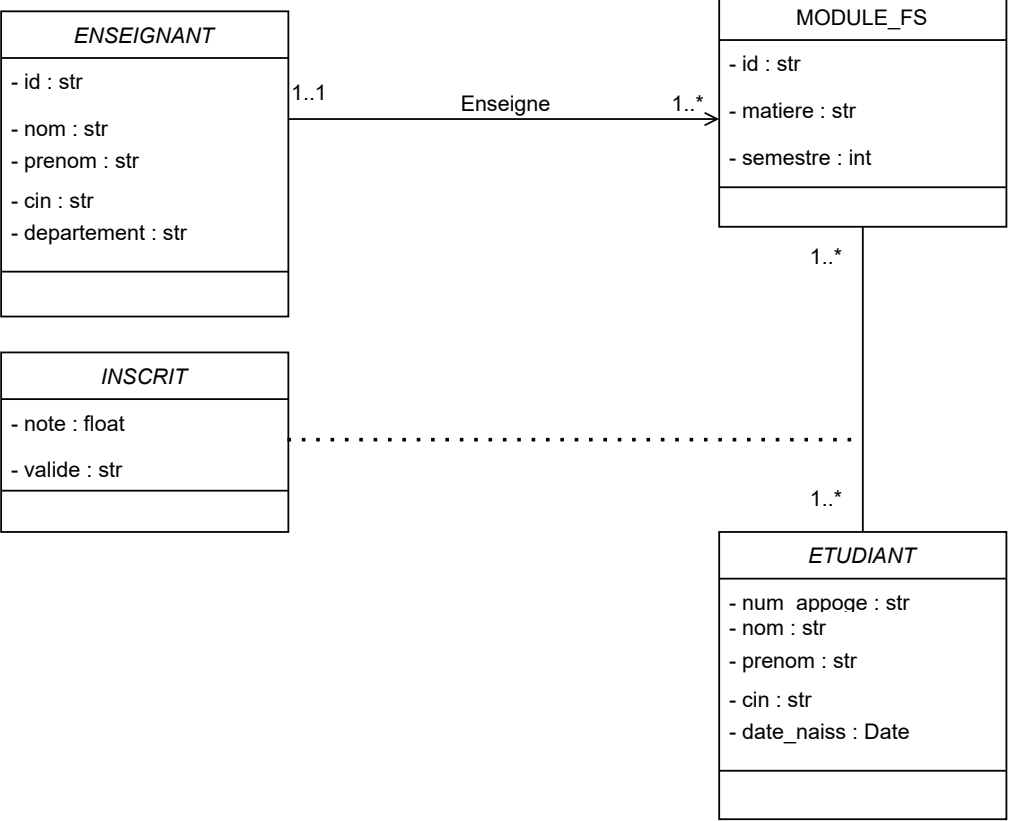 ENSEIGNANT
- id : str
- nom : str
- prenom : str
- cin : str
- departement : str
1..1
Enseigne
1..*
MODULE_FS
- id : str
- matiere : str
- semestre : int
1..*
INSCRIT
- note : float
- valide : str
1..*
ETUDIANT
- num_appoge : str
- nom : str
- prenom : str
- cin : str
- date_naiss : Date